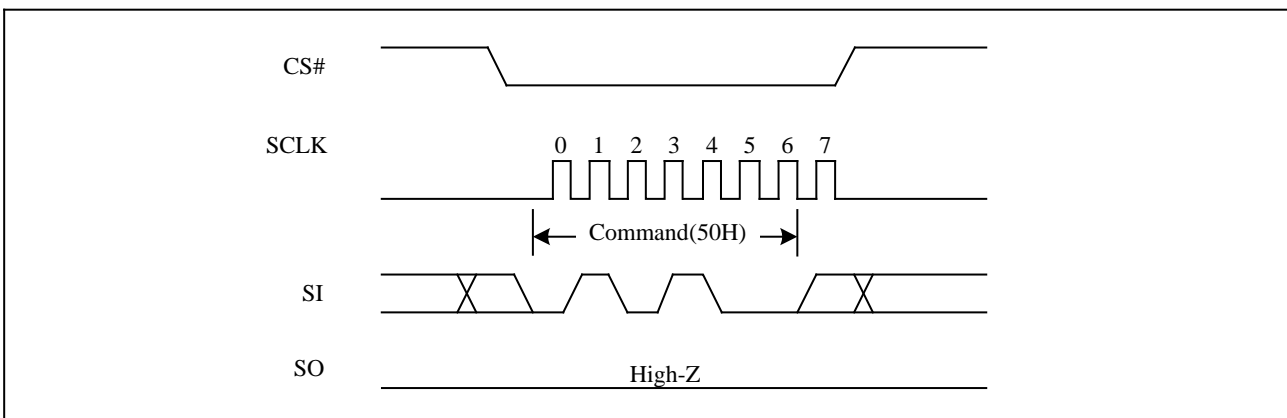 CS#
SCLK
0 1 2 3 4 5 6 7
Command(50H)
SI
SO
High-Z